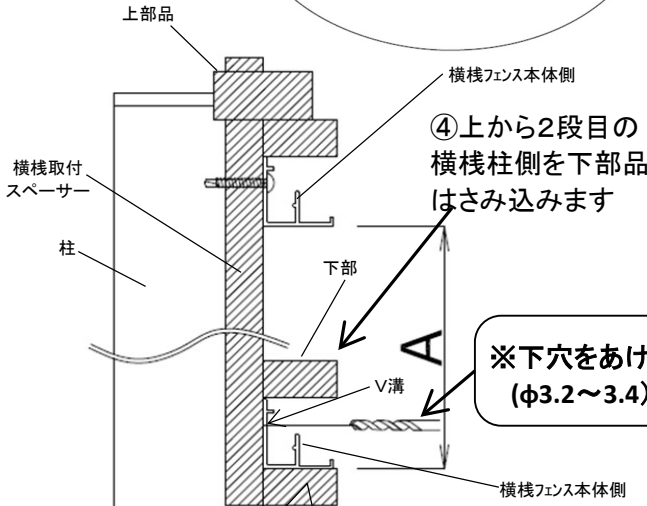 上部品
横桟フェンス本体側
④上から2段目の
横桟柱側を下部品
はさみ込みます
横桟取付
スペーサー
柱
下部
A
※下穴をあけ
(φ3.2～3.4)
V溝
横桟フェンス本体側